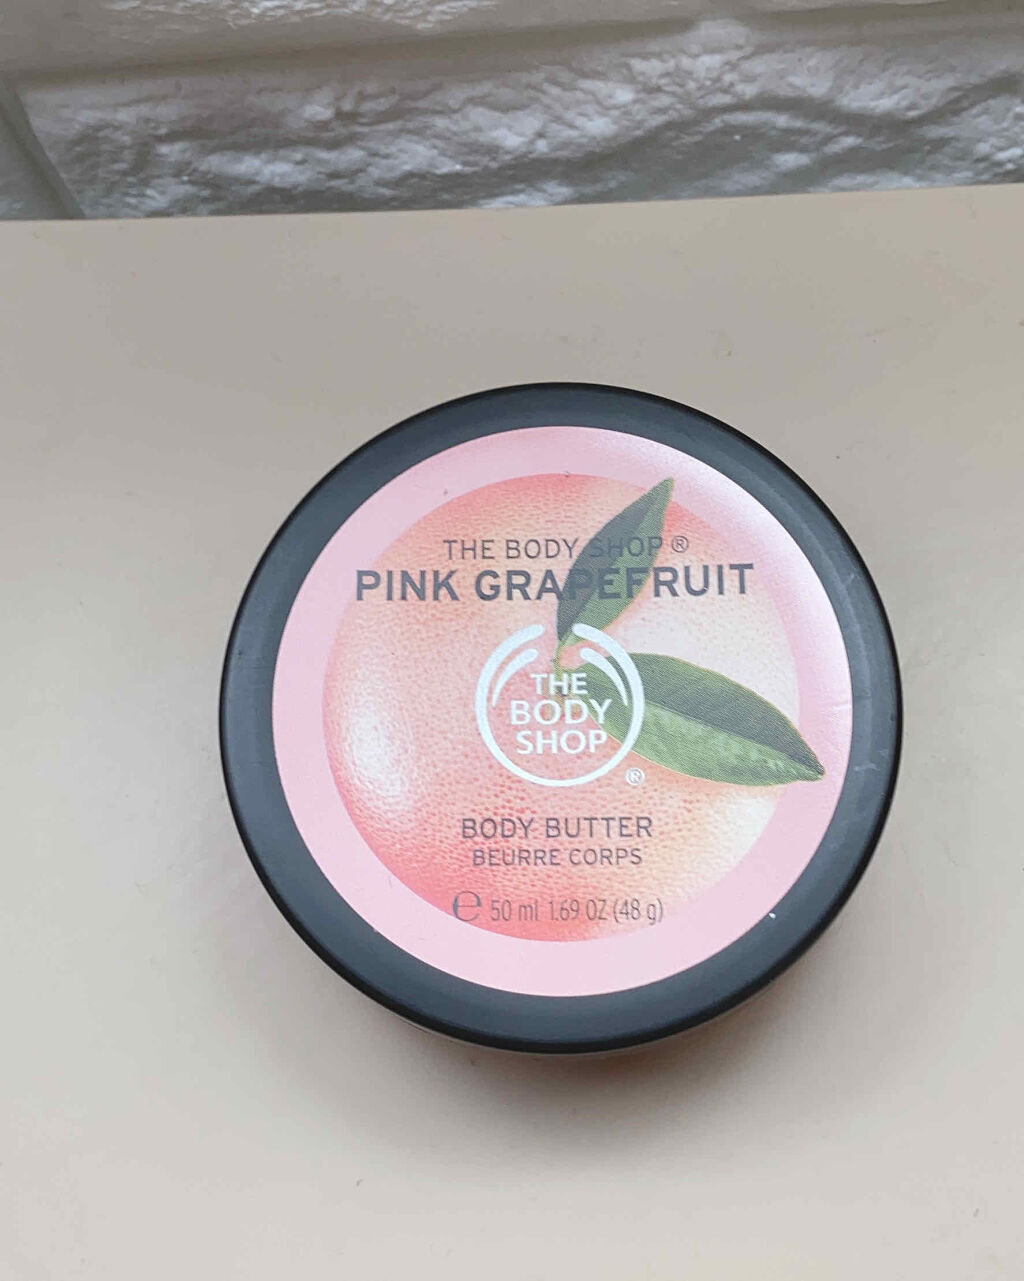 THE BODY SHOP ®
PINK GRAPEFRUIT
THE
BODY
SHOP
®
BODY BUTTER
BEURRE CORPS
℮ 50 ml 1.69 OZ (48 g)